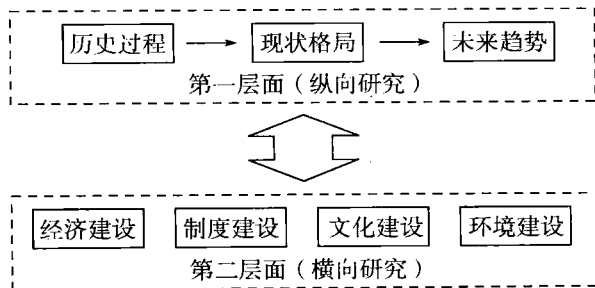 历史过程 现状格局 未来趋势
第一层面（纵向研究）
经济建设 制度建设 文化建设 环境建设
第二层面（横向研究）